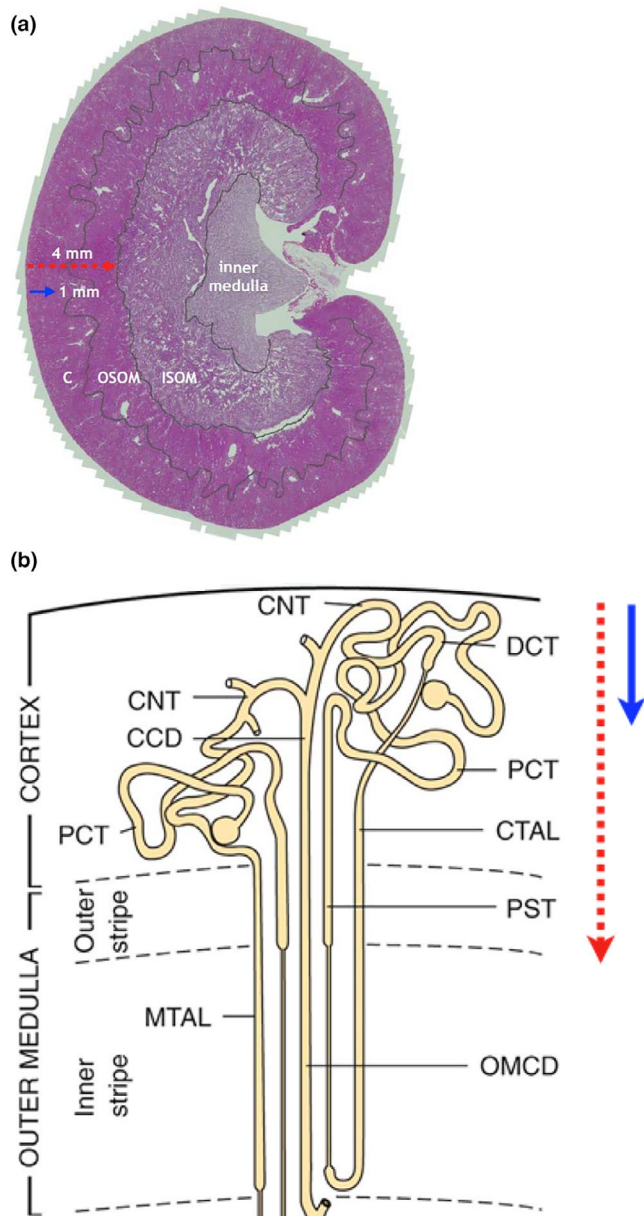 (a)
4 mm
1 mm
inner
medulla
C OSOM ISOM
(b)
CNT
DCT
CNT
CCD
PCT
PCT
CTAL
PST
MTAL
OMCD
CORTEX
OUTER MEDULLA
Outer
stripe
Inner
stripe